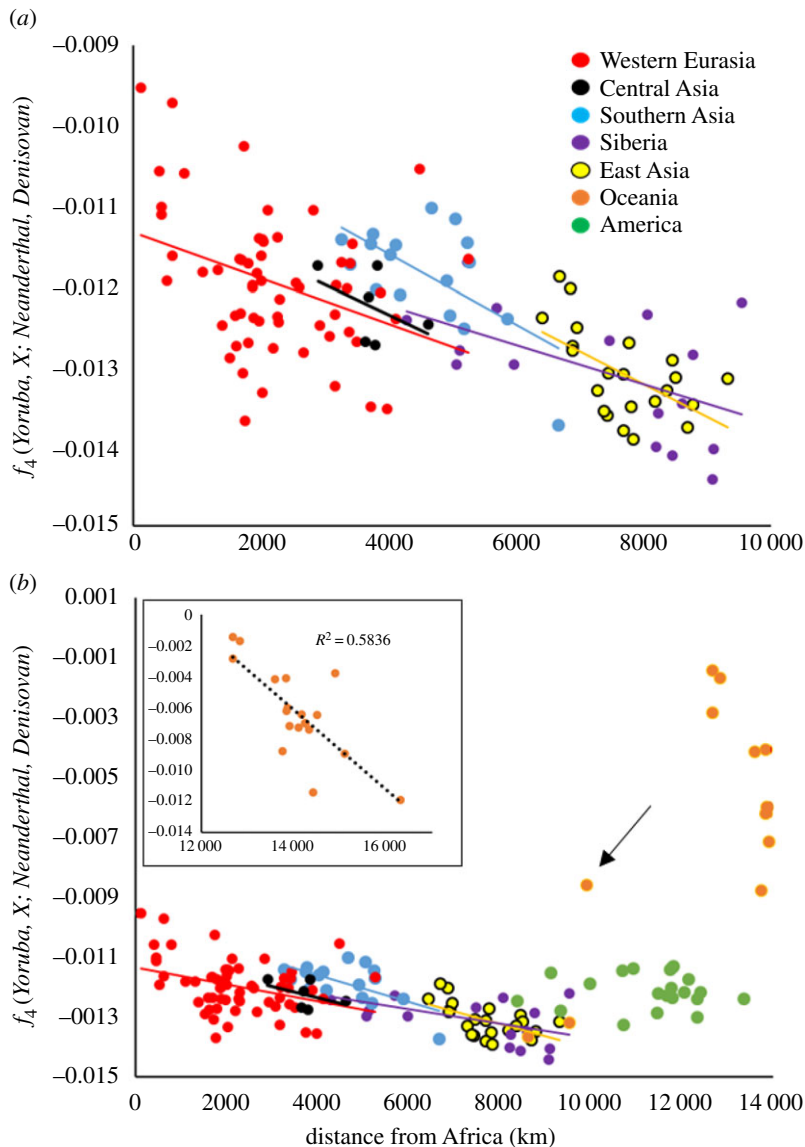 (a)
–0.009
–0.010
–0.011
–0.012
–0.013
–0.014
–0.015
f4 (Yoruba, X; Neanderthal, Denisovan)
Western Eurasia
Central Asia
Southern Asia
Siberia
East Asia
Oceania
America
0 2000 4000 6000 8000 10 000
(b)
0.001
–0.001
–0.003
–0.005
–0.007
–0.009
–0.011
–0.013
–0.015
f4 (Yoruba, X; Neanderthal, Denisovan)
0
–0.002
–0.004
–0.006
–0.008
–0.010
–0.012
–0.014
R² = 0.5836
12 000 14 000 16 000
0 2000 4000 6000 8000 10 000 12 000 14 000
distance from Africa (km)